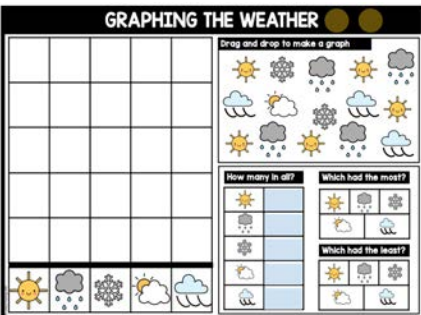 GRAPHING THE WEATHER
Drag and drop to make a graph
How many in all?
Which had the most?
Which had the least?